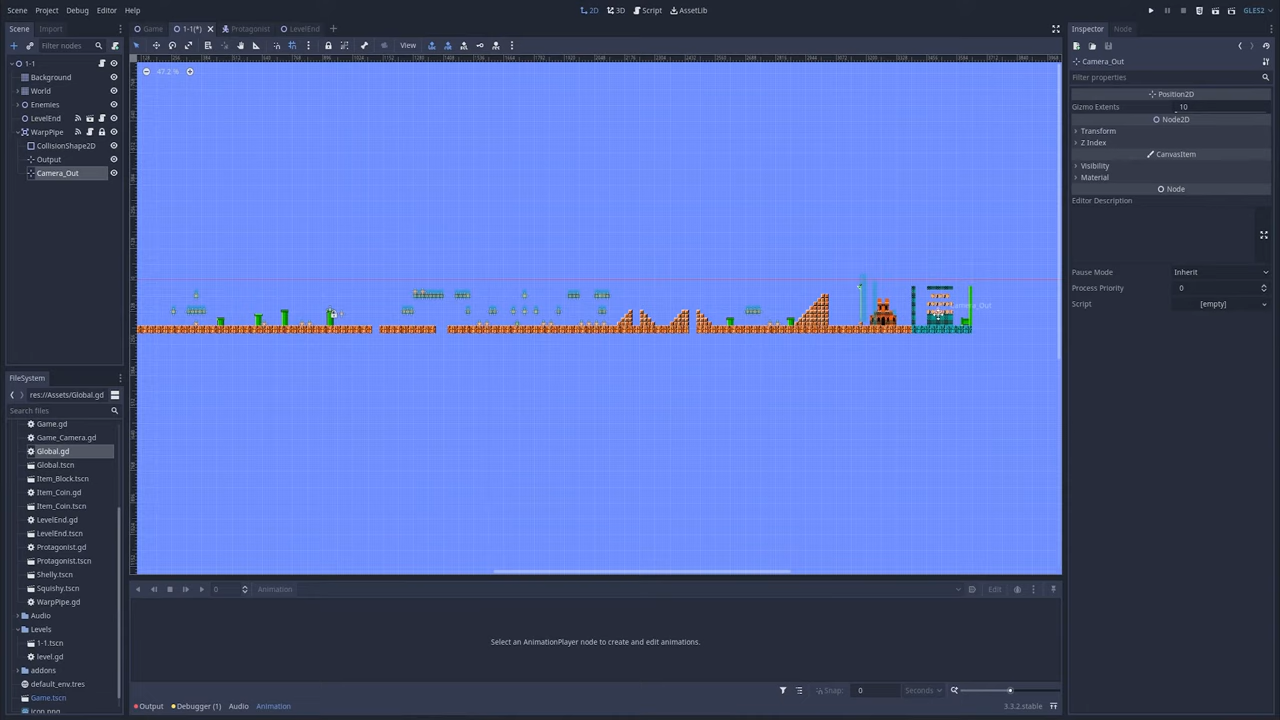 Scene Project Debug Editor Help
2D 3D Script AssetLib
GLES2
Scene Import
Game 1-1(*) Protagonist LevelEnd
Inspector Node
Filter nodes
View
Camera_Out
47.2 %
Filter properties
1-1
Background
World
Enemies
LevelEnd
WarpPipe
CollisionShape2D
Output
Camera_Out
Position2D
Gizmo Extents 10
Node2D
Transform
Z Index
CanvasItem
Visibility
Material
Node
Editor Description
Pause Mode Inherit
Process Priority 0
Script [empty]
Camera_Out
FileSystem
res://Assets/Global.gd
Search files
Game.gd
Game_Camera.gd
Global.gd
Global.tscn
Item_Block.tscn
Item_Coin.gd
Item_Coin.tscn
LevelEnd.gd
LevelEnd.tscn
Protagonist.gd
Protagonist.tscn
Shelly.tscn
Squishy.tscn
WarpPipe.gd
Audio
Levels
1-1.tscn
level.gd
addons
default_env.tres
Game.tscn
icon.png
0 Animation Edit
Select an AnimationPlayer node to create and edit animations.
Snap: 0 Seconds
Output Debugger (1) Audio Animation
3.3.2.stable